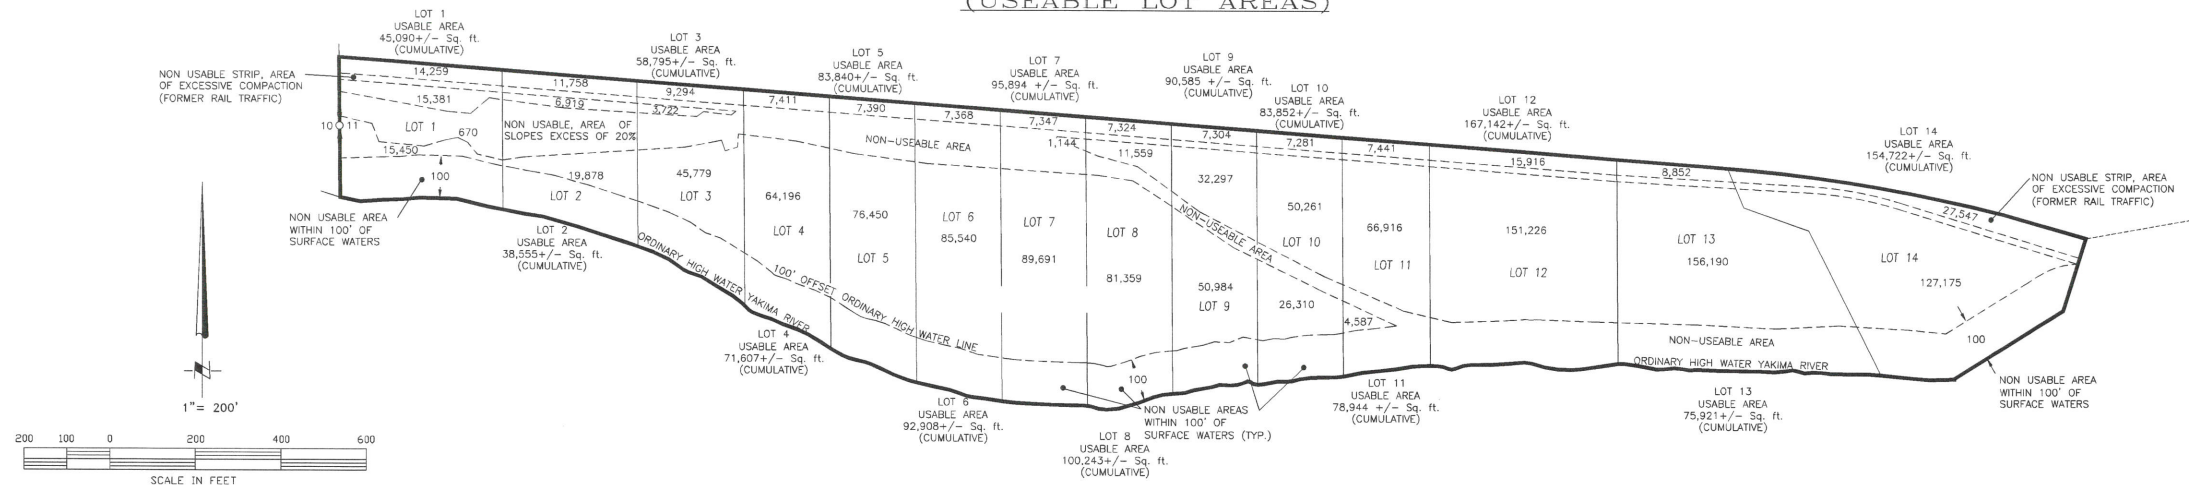 (USEABLE LOT AREAS)
LOT 1
USABLE AREA
45,090+/- Sq. ft.
(CUMULATIVE)
LOT 3
USABLE AREA
58,795+/- Sq. ft.
(CUMULATIVE)
LOT 5
USABLE AREA
83,840+/- Sq. ft.
(CUMULATIVE)
LOT 7
USABLE AREA
95,894 +/- Sq. ft.
(CUMULATIVE)
LOT 9
USABLE AREA
90,585 +/- Sq. ft.
(CUMULATIVE)
LOT 10
USABLE AREA
83,852+/- Sq. ft.
(CUMULATIVE)
LOT 12
USABLE AREA
167,142+/- Sq. ft.
(CUMULATIVE)
LOT 14
USABLE AREA
154,722+/- Sq. ft.
(CUMULATIVE)
NON USABLE STRIP, AREA
OF EXCESSIVE COMPACTION
(FORMER RAIL TRAFFIC)
NON USABLE STRIP, AREA
OF EXCESSIVE COMPACTION
(FORMER RAIL TRAFFIC)
14,259
11,758
9,294
7,411
7,390
7,368
7,347
7,324
7,304
7,281
7,441
15,916
8,852
27,547
15,381
6,919
3,722
10 11
LOT 1
670
NON USABLE, AREA OF
SLOPES EXCESS OF 20%
NON-USEABLE AREA
1,144
11,559
15,450
100
19,878
LOT 2
45,779
LOT 3
64,196
LOT 4
76,450
LOT 5
LOT 6
85,540
LOT 7
89,691
LOT 8
81,359
32,297
NON-USEABLE AREA
50,984
LOT 9
50,261
LOT 10
26,310
66,916
LOT 11
4,587
151,226
LOT 12
LOT 13
156,190
LOT 14
127,175
100
NON-USEABLE AREA
ORDINARY HIGH WATER YAKIMA RIVER
NON USABLE AREA
WITHIN 100' OF
SURFACE WATERS
LOT 2
USABLE AREA
38,555+/- Sq. ft.
(CUMULATIVE)
ORDINARY HIGH WATER YAKIMA RIVER
100' OFFSET ORDINARY HIGH WATER LINE
LOT 4
USABLE AREA
71,607+/- Sq. ft.
(CUMULATIVE)
LOT 6
USABLE AREA
92,908+/- Sq. ft.
(CUMULATIVE)
100
NON USABLE AREAS
WITHIN 100' OF
SURFACE WATERS (TYP.)
LOT 8
USABLE AREA
100,243+/- Sq. ft.
(CUMULATIVE)
LOT 11
USABLE AREA
78,944 +/- Sq. ft.
(CUMULATIVE)
LOT 13
USABLE AREA
75,921+/- Sq. ft.
(CUMULATIVE)
NON USABLE AREA
WITHIN 100' OF
SURFACE WATERS
1"= 200'
200 100 0 200 400 600
SCALE IN FEET